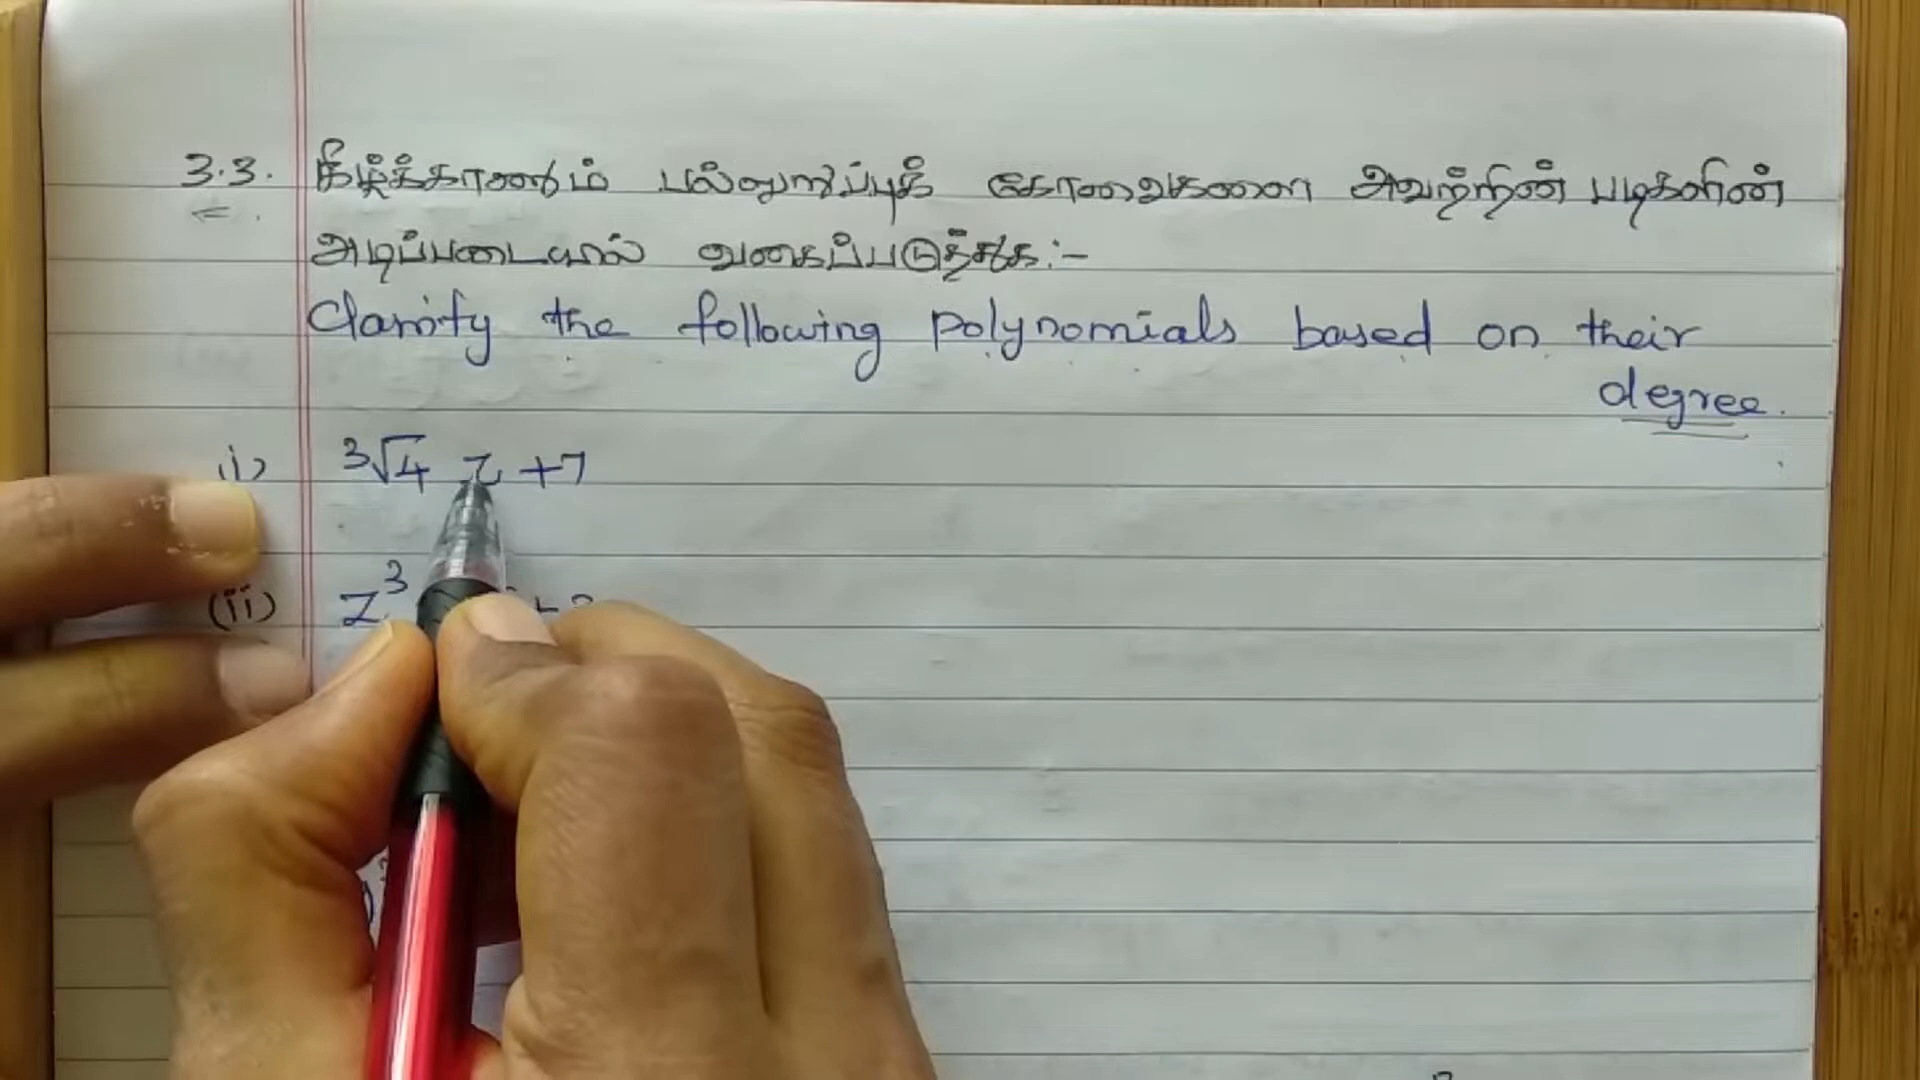 3.3. கீழ்க்காணும் பல்லுறுப்புக் கோவைகளை அவற்றின் படிகளின்
அடிப்படையில் வகைப்படுத்துக:-
Clarify the following polynomials based on their
degree.
(i) ³√4 z +7
(ii) z³